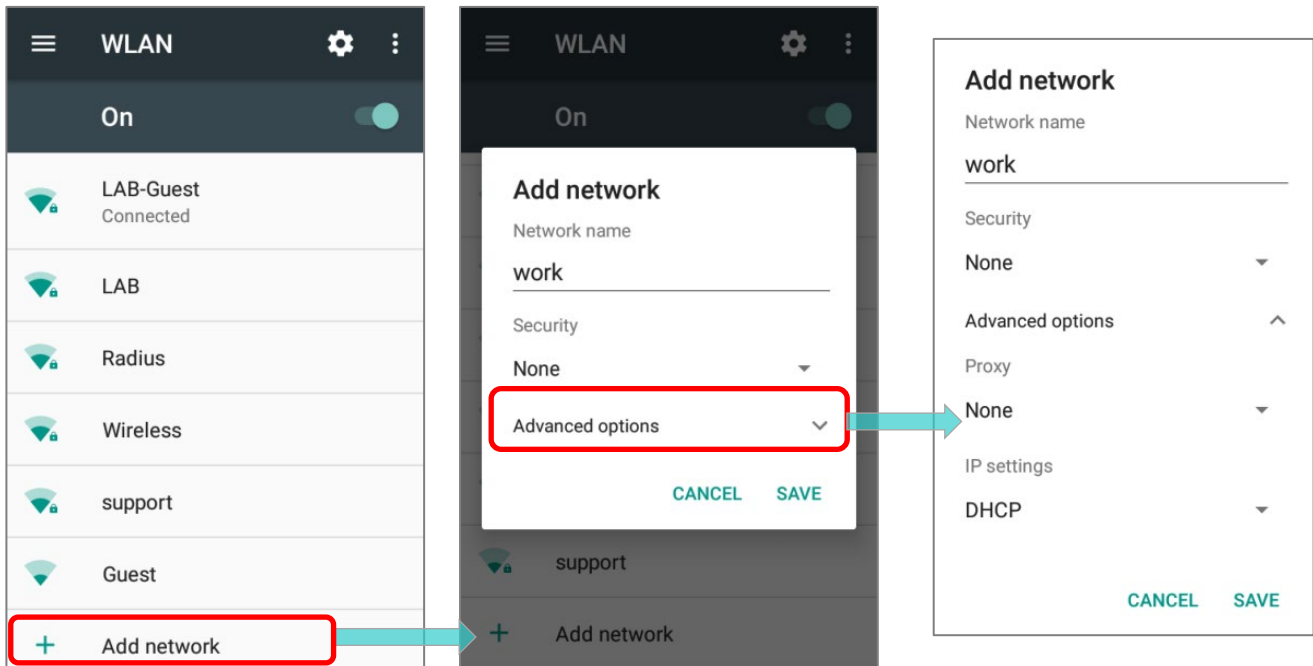 WLAN
On
LAB-Guest
Connected
LAB
Radius
Wireless
support
Guest
Add network
WLAN
On
Add network
Network name
work
Security
None
Advanced options
CANCEL SAVE
support
Add network
Add network
Network name
work
Security
None
Advanced options
Proxy
None
IP settings
DHCP
CANCEL SAVE